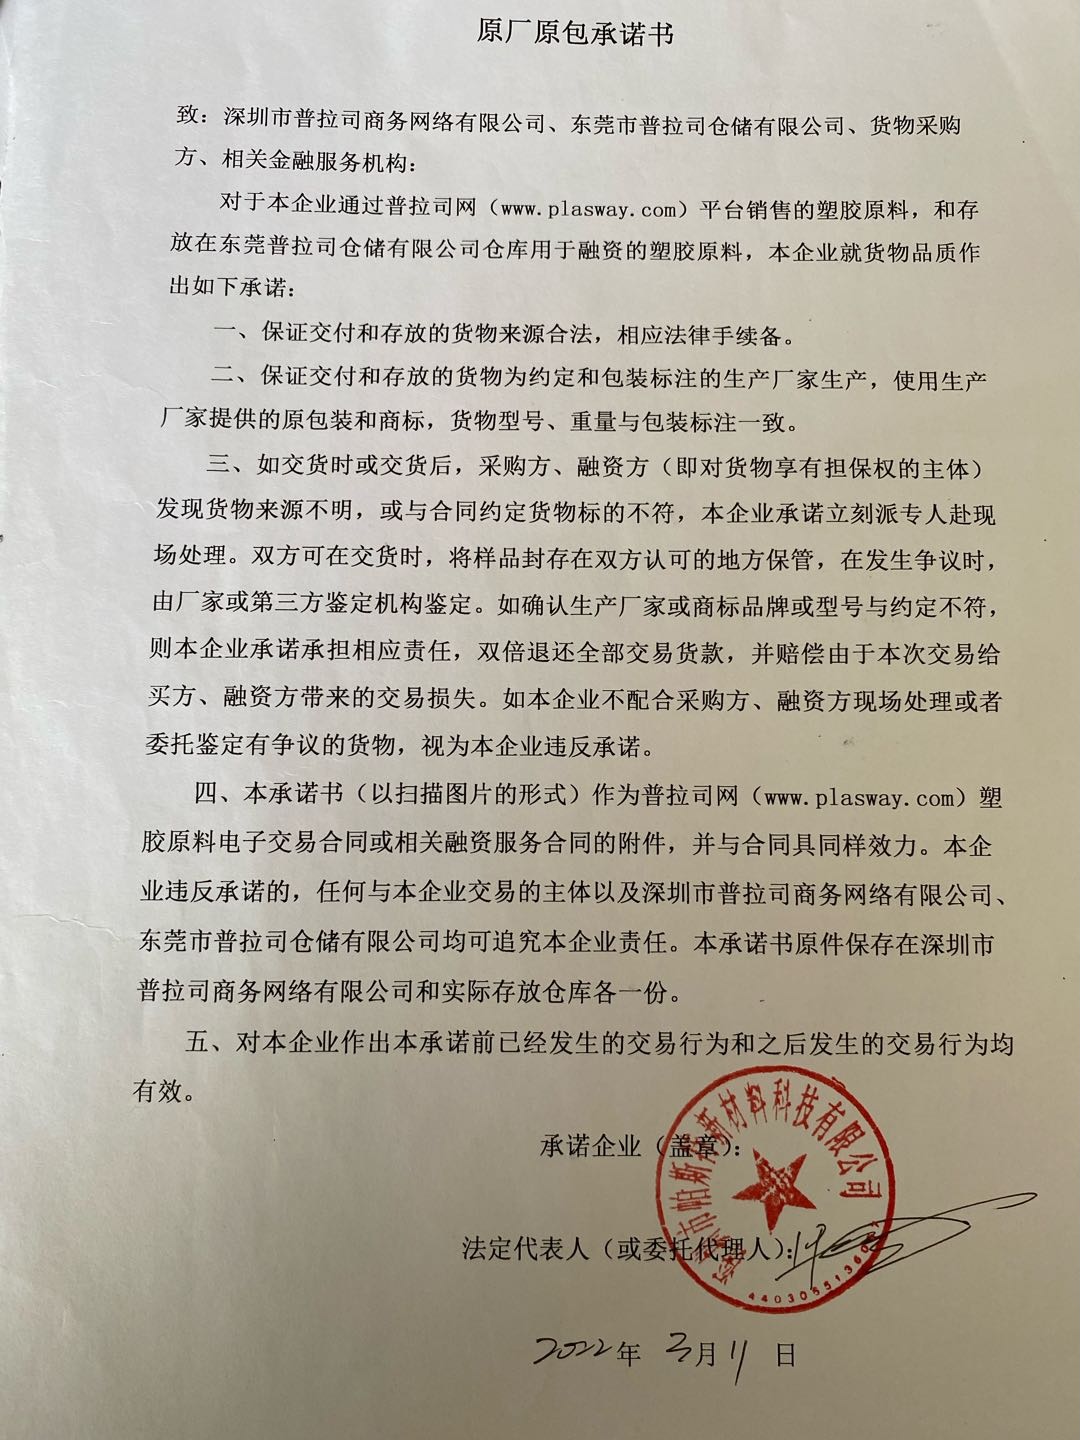 原厂原包承诺书
致：深圳市普拉司商务网络有限公司、东莞市普拉司仓储有限公司、货物采购
方、相关金融服务机构：
对于本企业通过普拉司网（www.plasway.com）平台销售的塑胶原料，和存
放在东莞普拉司仓储有限公司仓库用于融资的塑胶原料，本企业就货物品质作
出如下承诺：
一、保证交付和存放的货物来源合法，相应法律手续备。
二、保证交付和存放的货物为约定和包装标注的生产厂家生产，使用生产
厂家提供的原包装和商标，货物型号、重量与包装标注一致。
三、如交货时或交货后，采购方、融资方（即对货物享有担保权的主体）
发现货物来源不明，或与合同约定货物标的不符，本企业承诺立刻派专人赴现
场处理。双方可在交货时，将样品封存在双方认可的地方保管，在发生争议时，
由厂家或第三方鉴定机构鉴定。如确认生产厂家或商标品牌或型号与约定不符，
则本企业承诺承担相应责任，双倍退还全部交易货款，并赔偿由于本次交易给
买方、融资方带来的交易损失。如本企业不配合采购方、融资方现场处理或者
委托鉴定有争议的货物，视为本企业违反承诺。
四、本承诺书（以扫描图片的形式）作为普拉司网（www.plasway.com）塑
胶原料电子交易合同或相关融资服务合同的附件，并与合同具同样效力。本企
业违反承诺的，任何与本企业交易的主体以及深圳市普拉司商务网络有限公司、
东莞市普拉司仓储有限公司均可追究本企业责任。本承诺书原件保存在深圳市
普拉司商务网络有限公司和实际存放仓库各一份。
五、对本企业作出本承诺前已经发生的交易行为和之后发生的交易行为均
有效。
承诺企业（盖章）：
市帕斯 新材料科技有限公司
法定代表人（或委托代理人）：
2022年 3月 11 日